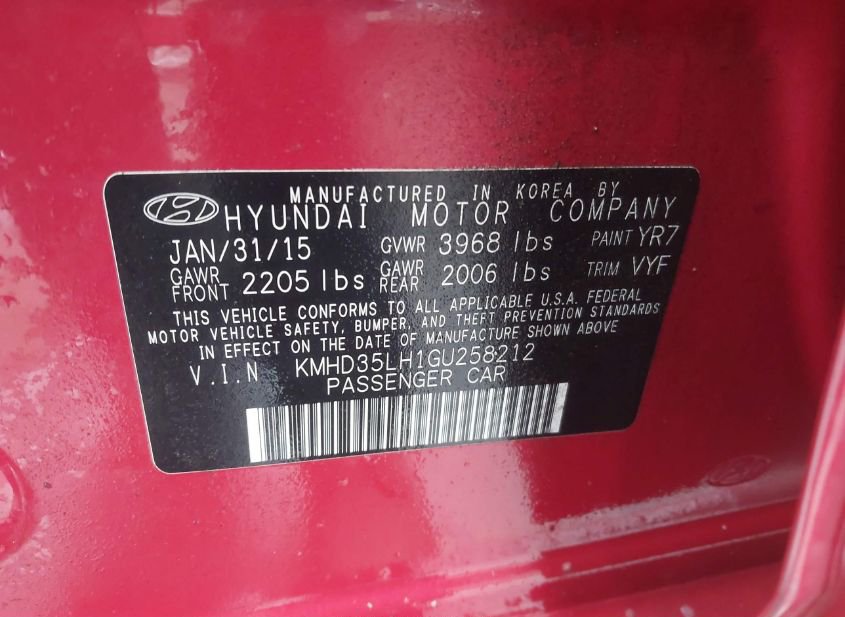 MANUFACTURED IN KOREA BY
HYUNDAI MOTOR COMPANY
JAN/31/15 GVWR 3968 lbs PAINT YR7
GAWR FRONT 2205 lbs GAWR REAR 2006 lbs TRIM VYF
THIS VEHICLE CONFORMS TO ALL APPLICABLE U.S.A. FEDERAL
MOTOR VEHICLE SAFETY, BUMPER, AND THEFT PREVENTION STANDARDS
IN EFFECT ON THE DATE OF MANUFACTURE SHOWN ABOVE
V.I.N KMHD35LH1GU258212
PASSENGER CAR